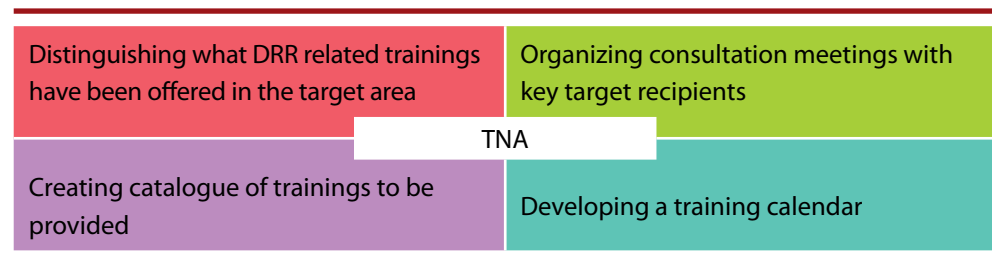 Distinguishing what DRR related trainings
have been offered in the target area
Organizing consultation meetings with
key target recipients
TNA
Creating catalogue of trainings to be
provided
Developing a training calendar